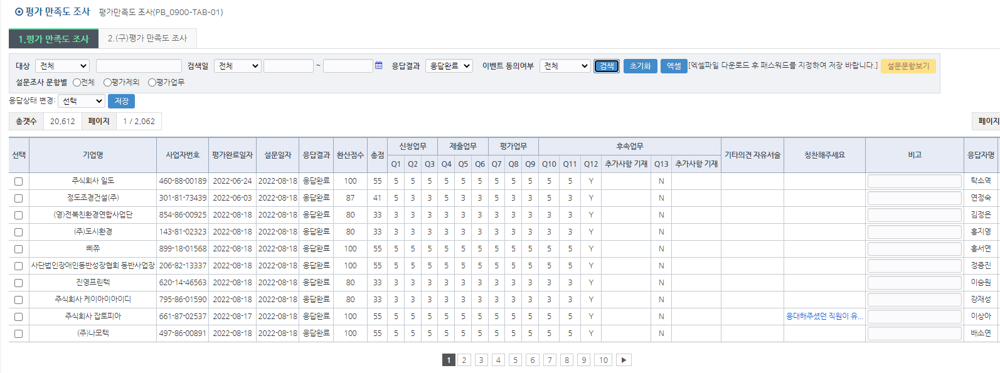 평가 만족도 조사 평가만족도 조사(PB_0900-TAB-01)
1.평가 만족도 조사 2.(구)평가 만족도 조사
대상 전체 검색일 전체 ~ 응답결과 응답완료 이벤트 동의여부 전체 검색 초기화 엑셀 [엑셀파일 다운로드 후 패스워드를 지정하여 저장 바랍니다.] 설문문항보기
설문조사 문항별 전체 평가제외 평가업무
응답상태 변경: 선택 저장
총갯수 20,612 페이지 1 / 2,062 페이지
선택 기업명 사업자번호 평가완료일자 설문일자 응답결과 환산점수 총점 신청업무 제출업무 평가업무 후속업무 기타의견 자유서술 칭찬해주세요 비고 응답자명
Q1 Q2 Q3 Q4 Q5 Q6 Q7 Q8 Q9 Q10 Q11 Q12 추가사항 기재 Q13 추가사항 기재
주식회사 일도 460-88-00189 2022-06-24 2022-08-18 응답완료 100 55 5 5 5 5 5 5 5 5 5 5 5 Y N 탁소역
정도조경건설(주) 301-81-73439 2022-06-03 2022-08-18 응답완료 87 41 5 3 3 5 3 3 5 3 3 5 3 Y N 연정숙
(영)전북친환경연합사업단 854-86-00925 2022-08-18 2022-08-18 응답완료 80 33 3 3 3 3 3 3 3 3 3 3 3 Y N 김정은
(주)도시환경 143-81-02323 2022-08-18 2022-08-18 응답완료 80 33 3 3 3 3 3 3 3 3 3 3 3 Y N 홍지영
삐쮸 899-18-01568 2022-08-18 2022-08-18 응답완료 100 55 5 5 5 5 5 5 5 5 5 5 5 Y N 홍서연
사단법인장애인동반성장협회 동반사업장 206-82-13337 2022-08-18 2022-08-18 응답완료 100 55 5 5 5 5 5 5 5 5 5 5 5 Y N 정종진
진영프린텍 620-14-46563 2022-08-18 2022-08-18 응답완료 80 33 3 3 3 3 3 3 3 3 3 3 3 Y N 이승원
주식회사 케이아이아이디 795-86-01590 2022-08-18 2022-08-18 응답완료 80 33 3 3 3 3 3 3 3 3 3 3 3 Y N 강재성
주식회사 잡토피아 661-87-02537 2022-08-17 2022-08-18 응답완료 100 55 5 5 5 5 5 5 5 5 5 5 5 Y N 응대해주셨던 직원이 유... 이상아
(주)나모텍 497-86-00891 2022-08-18 2022-08-18 응답완료 100 55 5 5 5 5 5 5 5 5 5 5 5 Y N 배소연
1 2 3 4 5 6 7 8 9 10 ▶